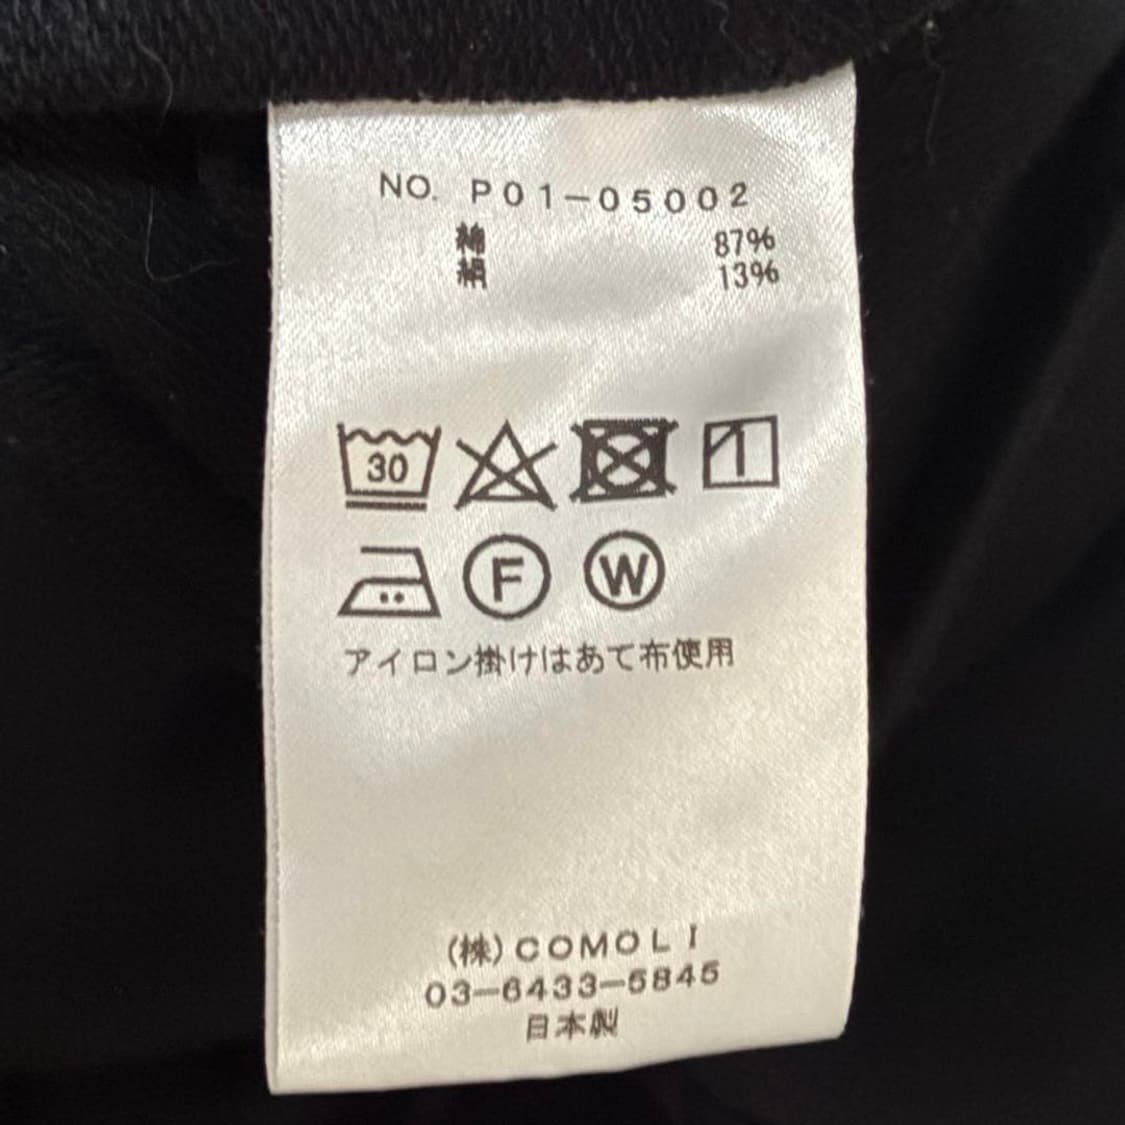 NO. P01-05002
綿 87%
絹 13%
30
F W
アイロン掛けはあて布使用
(株)COMOLI
03-6433-5845
日本製